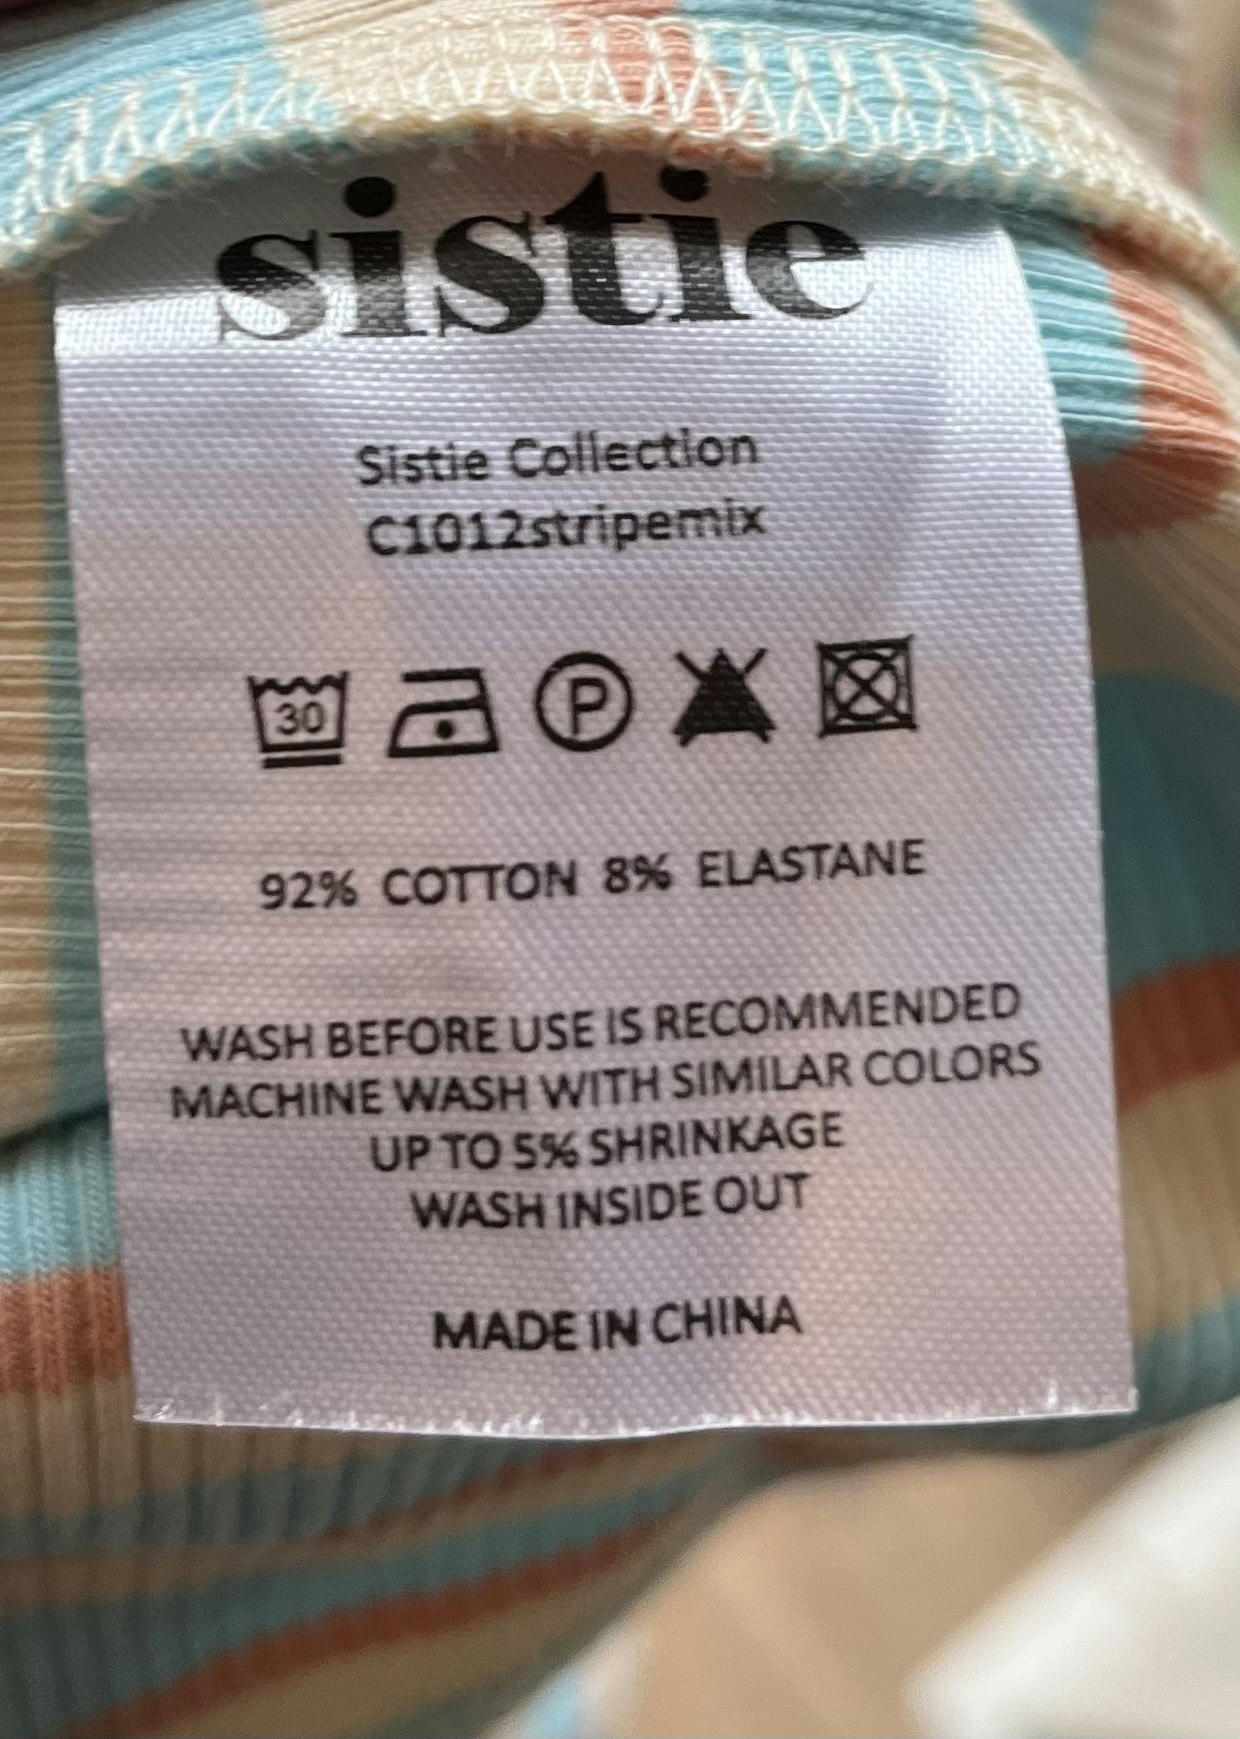 sistie
Sistie Collection
C1012stripemix
30 P
92% COTTON 8% ELASTANE
WASH BEFORE USE IS RECOMMENDED
MACHINE WASH WITH SIMILAR COLORS
UP TO 5% SHRINKAGE
WASH INSIDE OUT
MADE IN CHINA